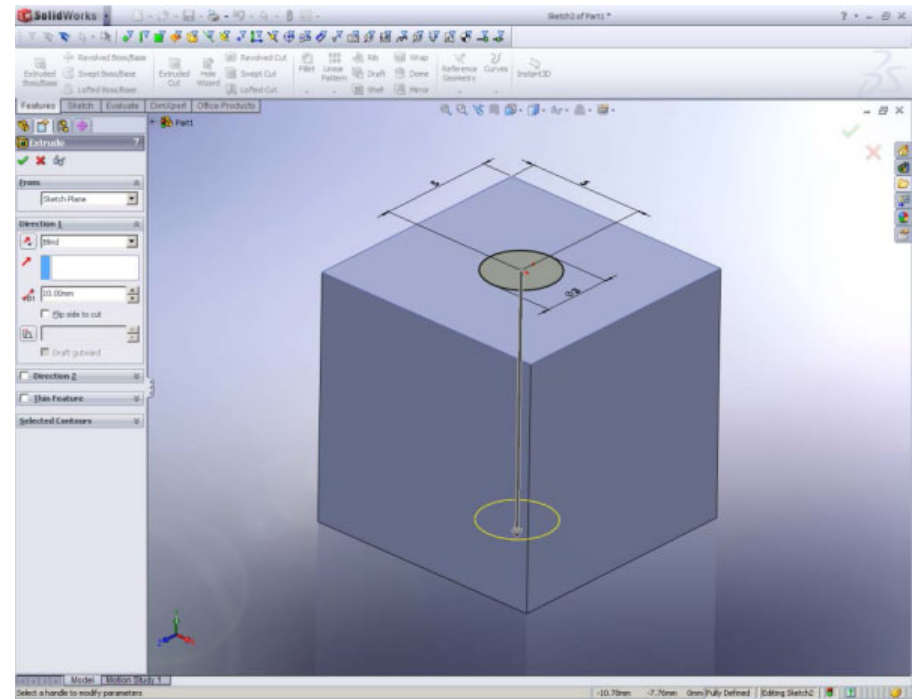 SolidWorks
Sketch2 of Part1 *
Extruded Boss/Base
Revolved Boss/Base
Swept Boss/Base
Lofted Boss/Base
Extruded Cut
Hole Wizard
Revolved Cut
Swept Cut
Lofted Cut
Fillet
Linear Pattern
Rib
Draft
Shell
Wrap
Dome
Mirror
Reference Geometry
Curves
Instant3D
Features
Sketch
Evaluate
DimXpert
Office Products
Part1
Extrude
?
From
Sketch Plane
Direction 1
Blind
10.00mm
Flip side to cut
Draft outward
Direction 2
Thin Feature
Selected Contours
5
Model
Motion Study 1
Select a handle to modify parameters
-10.78mm
-7.76mm
0mm
Fully Defined
Editing Sketch2